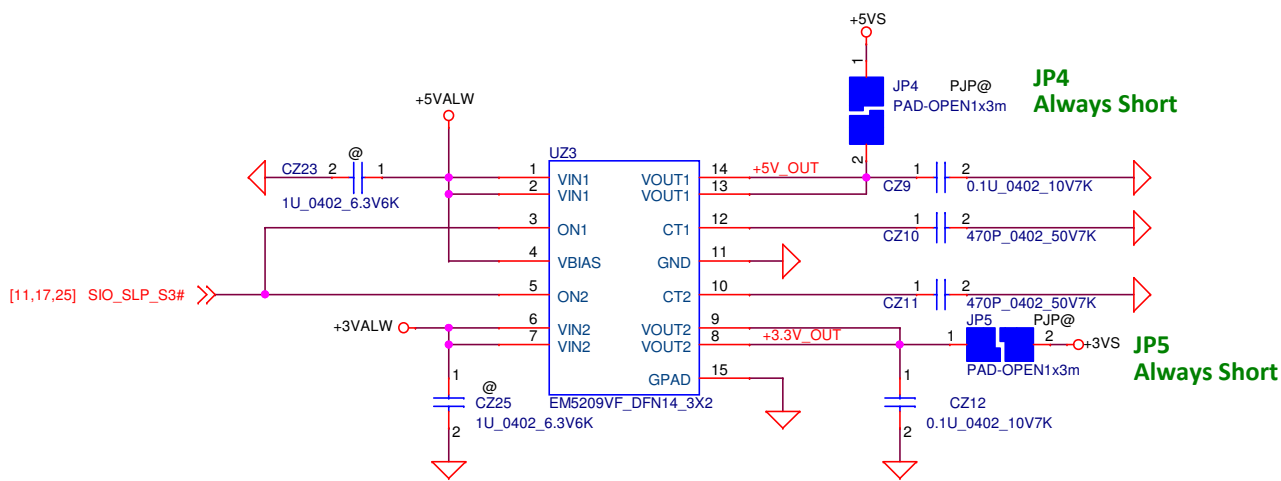 +5VS
1
JP4 PJP@
PAD-OPEN1x3m
2
JP4
Always Short
+5VALW
@
CZ23 2 1
1U_0402_6.3V6K
UZ3
1 VIN1 VOUT1 14 +5V_OUT
2 VIN1 VOUT1 13
CZ9 1 2
0.1U_0402_10V7K
3 ON1 CT1 12
CZ10 1 2
470P_0402_50V7K
4 VBIAS GND 11
[11,17,25] SIO_SLP_S3#
5 ON2 CT2 10
CZ11 1 2
470P_0402_50V7K
+3VALW
6 VIN2 VOUT2 9
7 VIN2 VOUT2 8 +3.3V_OUT
JP5 PJP@
1 2 +3VS
PAD-OPEN1x3m
JP5
Always Short
GPAD 15
EM5209VF_DFN14_3X2
1
@
CZ25
2 1U_0402_6.3V6K
1
CZ12
2 0.1U_0402_10V7K